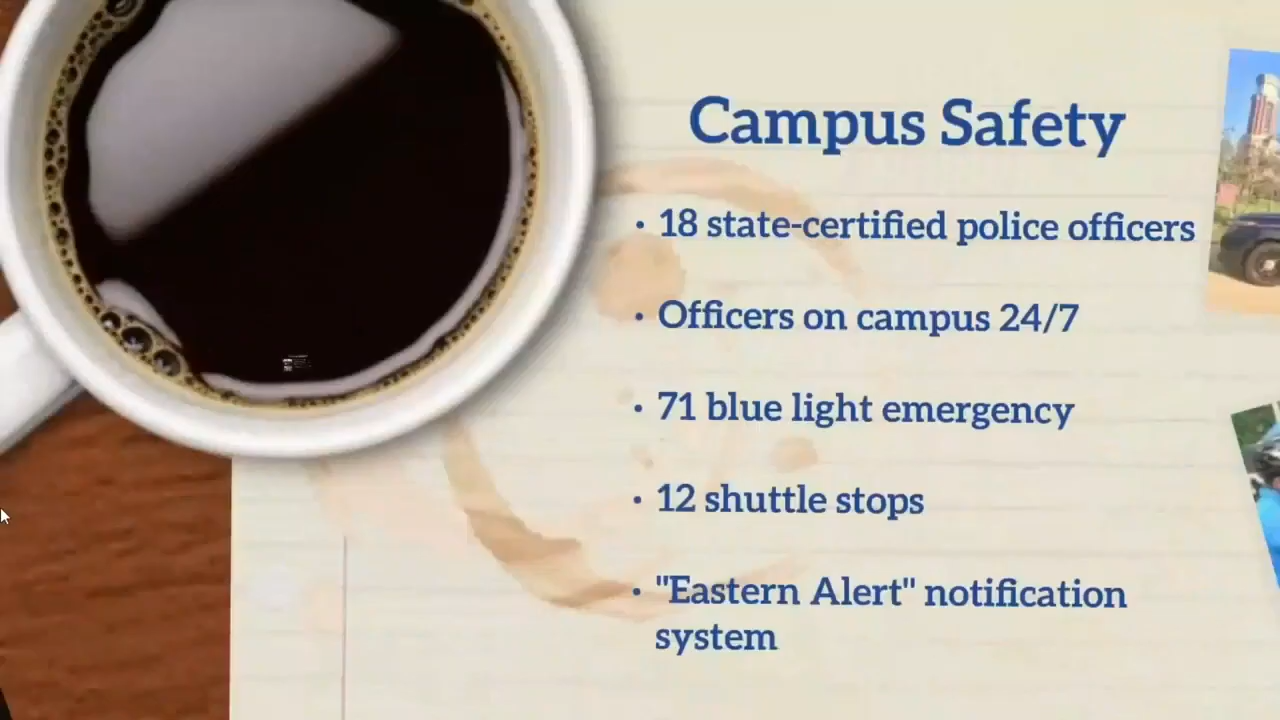 Campus Safety
• 18 state-certified police officers
• Officers on campus 24/7
• 71 blue light emergency
• 12 shuttle stops
• "Eastern Alert" notification
system